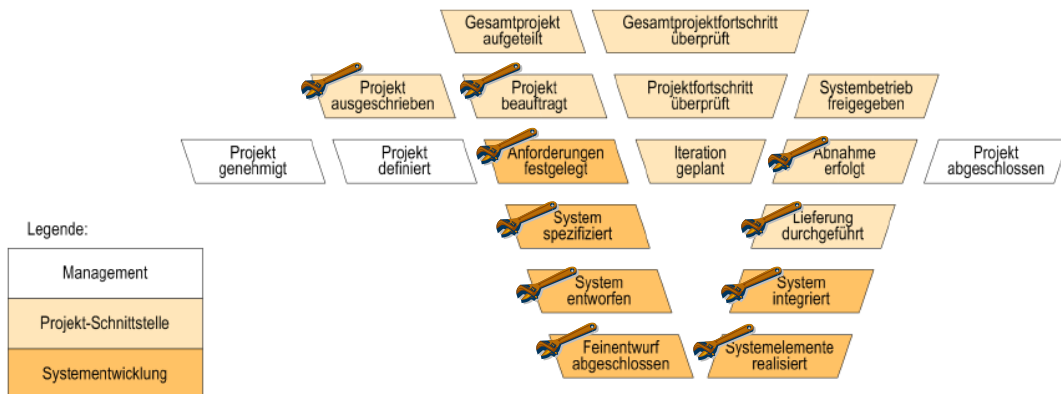 Gesamtprojekt
aufgeteilt
Gesamtprojektfortschritt
überprüft
Projekt
ausgeschrieben
Projekt
beauftragt
Projektfortschritt
überprüft
Systembetrieb
freigegeben
Projekt
genehmigt
Projekt
definiert
Anforderungen
festgelegt
Iteration
geplant
Abnahme
erfolgt
Projekt
abgeschlossen
System
spezifiziert
Lieferung
durchgeführt
System
entworfen
System
integriert
Feinentwurf
abgeschlossen
Systemelemente
realisiert
Legende:
Management
Projekt-Schnittstelle
Systementwicklung